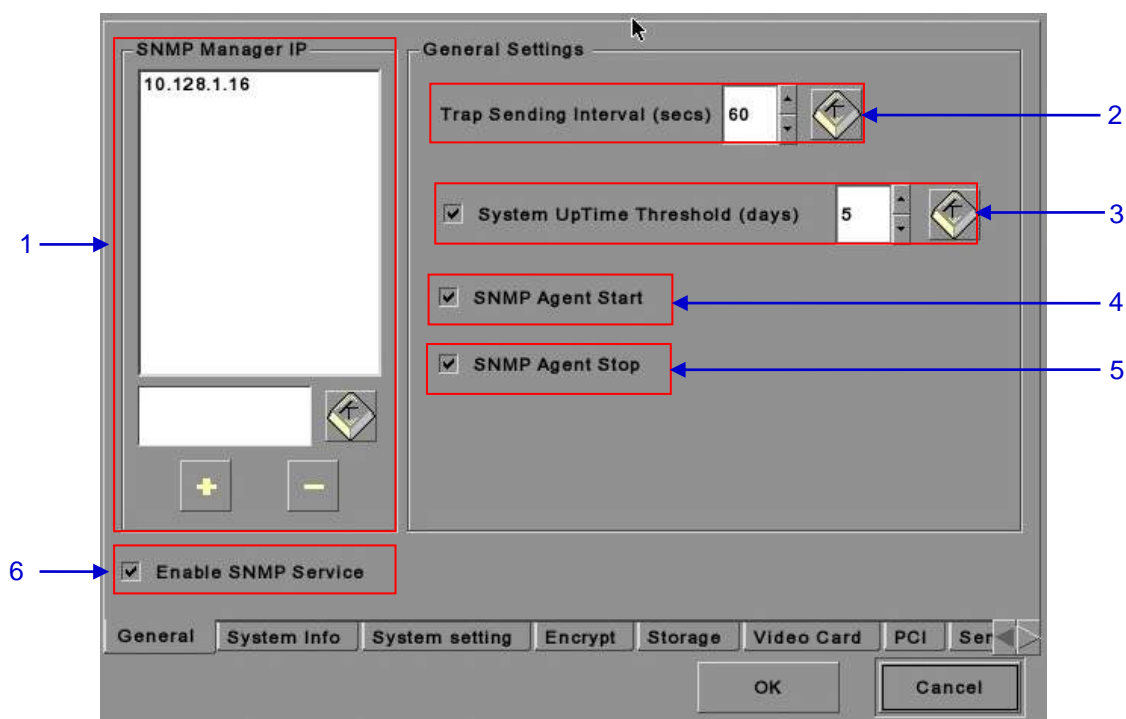 SNMP Manager IP
10.128.1.16
General Settings
Trap Sending Interval (secs) 60
System UpTime Threshold (days) 5
SNMP Agent Start
SNMP Agent Stop
Enable SNMP Service
General System Info System setting Encrypt Storage Video Card PCI Ser
OK Cancel
1
2
3
4
5
6